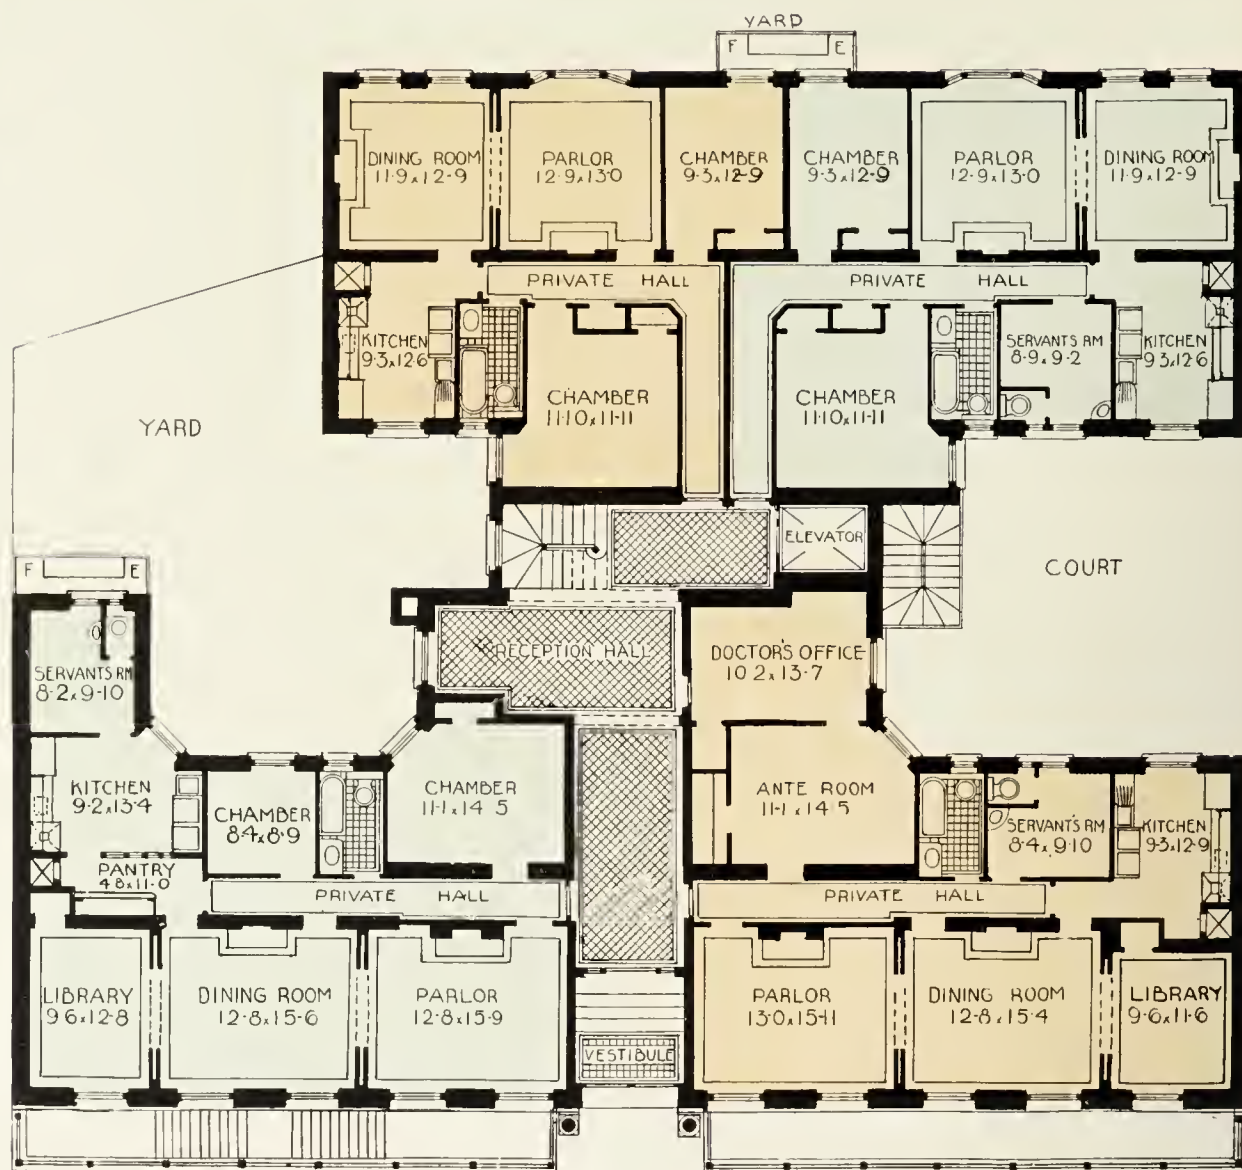 YARD
F E
DINING ROOM
11-9 x 12-9
PARLOR
12-9 x 13-0
CHAMBER
9-3 x 12-9
CHAMBER
9-3 x 12-9
PARLOR
12-9 x 13-0
DINING ROOM
11-9 x 12-9
PRIVATE HALL
PRIVATE HALL
KITCHEN
9-3 x 12-6
CHAMBER
11-10 x 11-11
CHAMBER
11-10 x 11-11
SERVANTS RM
8-9 x 9-2
KITCHEN
9-3 x 12-6
YARD
ELEVATOR
COURT
F E
RECEPTION HALL
DOCTOR'S OFFICE
10-2 x 13-7
SERVANTS RM
8-2 x 9-10
KITCHEN
9-2 x 13-4
CHAMBER
8-4 x 8-9
CHAMBER
11-1 x 14-5
ANTE ROOM
11-1 x 14-5
SERVANT'S RM
8-4 x 9-10
KITCHEN
9-3 x 12-9
PANTRY
4-8 x 11-0
PRIVATE HALL
PRIVATE HALL
LIBRARY
9-6 x 12-8
DINING ROOM
12-8 x 15-6
PARLOR
12-8 x 15-9
PARLOR
13-0 x 15-11
DINING ROOM
12-8 x 15-4
LIBRARY
9-6 x 11-6
VESTIBULE